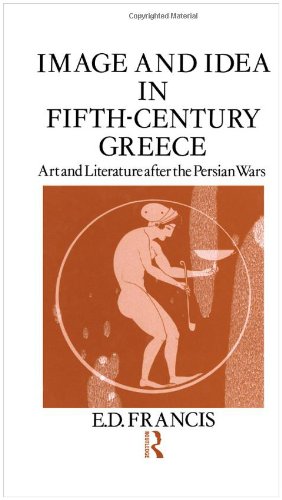 Copyrighted Material
IMAGE AND IDEA
IN
FIFTH-CENTURY
GREECE
Art and Literature after the Persian Wars
E.D. FRANCIS
R
ROUTLEDGE